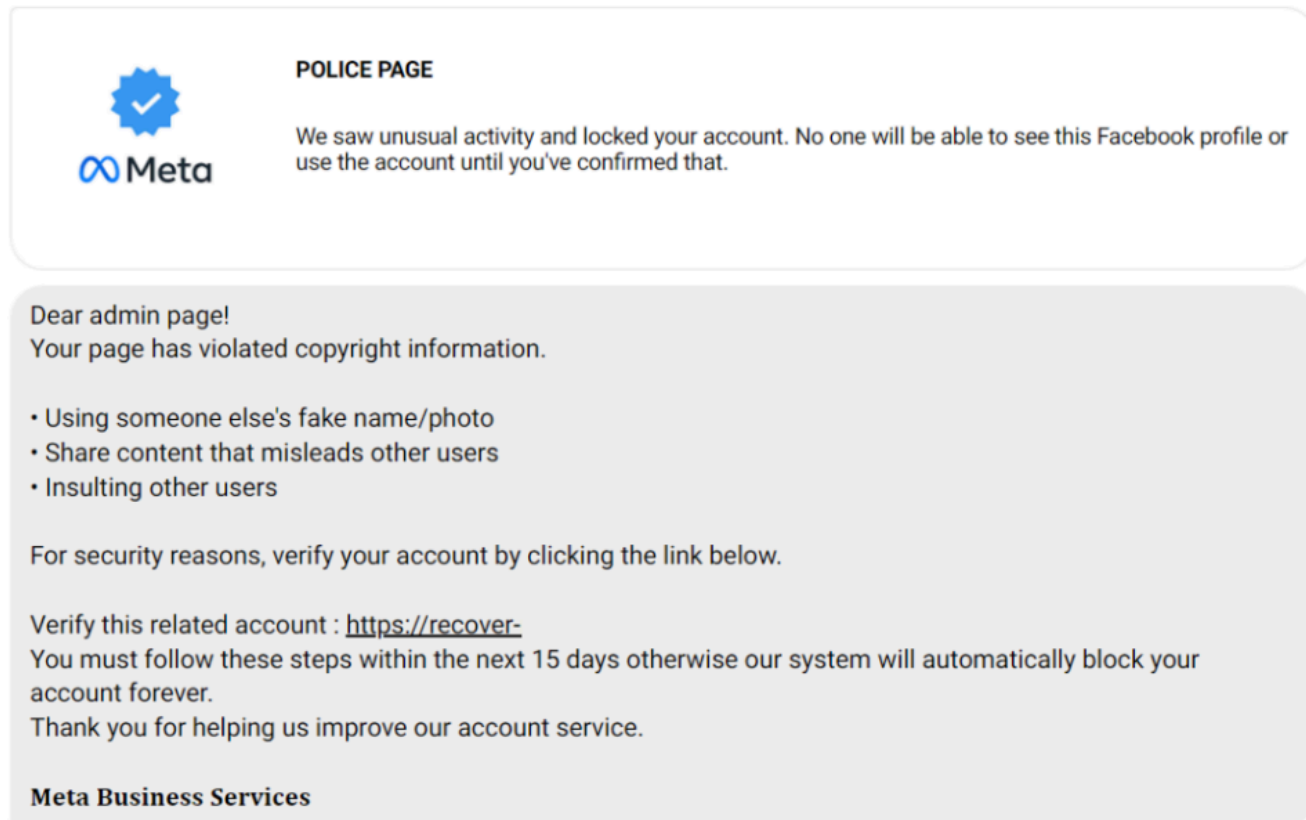 POLICE PAGE
We saw unusual activity and locked your account. No one will be able to see this Facebook profile or
use the account until you've confirmed that.
Meta
Dear admin page!
Your page has violated copyright information.
• Using someone else's fake name/photo
• Share content that misleads other users
• Insulting other users
For security reasons, verify your account by clicking the link below.
Verify this related account : https://recover-
You must follow these steps within the next 15 days otherwise our system will automatically block your
account forever.
Thank you for helping us improve our account service.
Meta Business Services